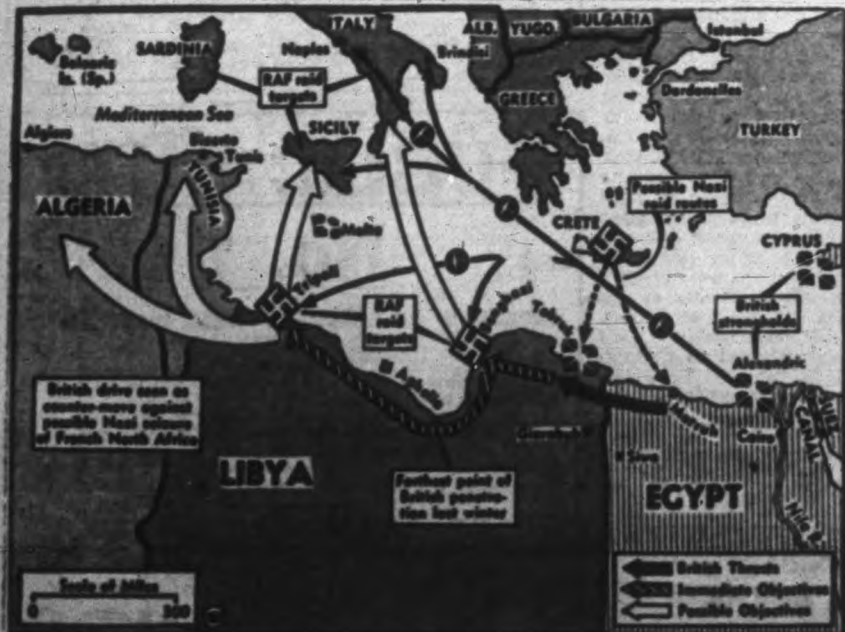 ITALY
ALB.
YUGO.
BULGARIA
Istanbul
SARDINIA
Naples
Brindisi
Balearic
Is. (Sp.)
RAF raid
targets
GREECE
Dardanelles
Mediterranean Sea
TURKEY
Algiers
Bizerte
Tunis
SICILY
TUNISIA
ALGERIA
Possible Nazi
raid routes
Malta
CRETE
CYPRUS
Tripoli
RAF
raid
targets
Benghazi
Tobruk
British
strongholds
Alexandria
British drive seen as
counter-move against
possible Nazi seizure
of French North Africa
El Agheila
Matruh
Cairo
SUEZ
CANAL
LIBYA
Siwa
Farthest point of
British penetra-
tion last winter
EGYPT
Nile R.
Scale of Miles
0 300
British Thrusts
Immediate Objectives
Possible Objectives